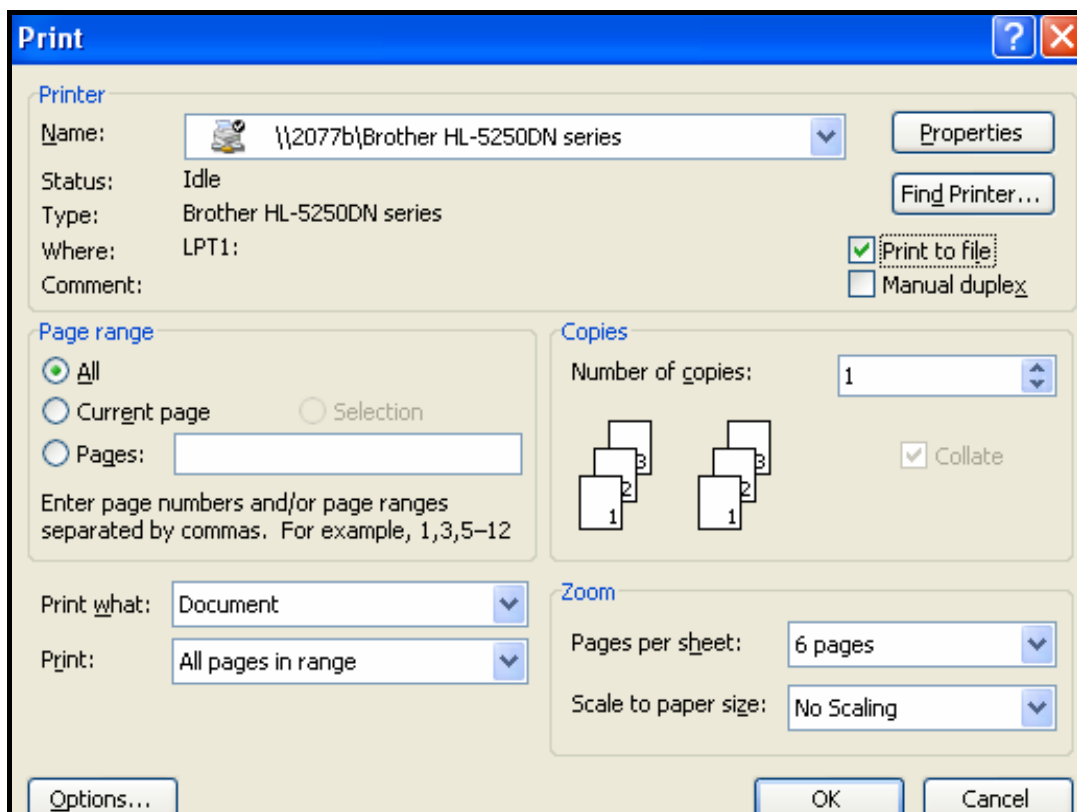 Print
Printer
Name: \\2077b\Brother HL-5250DN series Properties
Status: Idle
Find Printer...
Type: Brother HL-5250DN series
Where: LPT1: Print to file
Comment: Manual duplex
Page range
All
Current page Selection
Pages:
Enter page numbers and/or page ranges
separated by commas. For example, 1,3,5–12
Copies
Number of copies: 1
3 3
2 2
1 1
Collate
Print what: Document
Print: All pages in range
Zoom
Pages per sheet: 6 pages
Scale to paper size: No Scaling
Options... OK Cancel